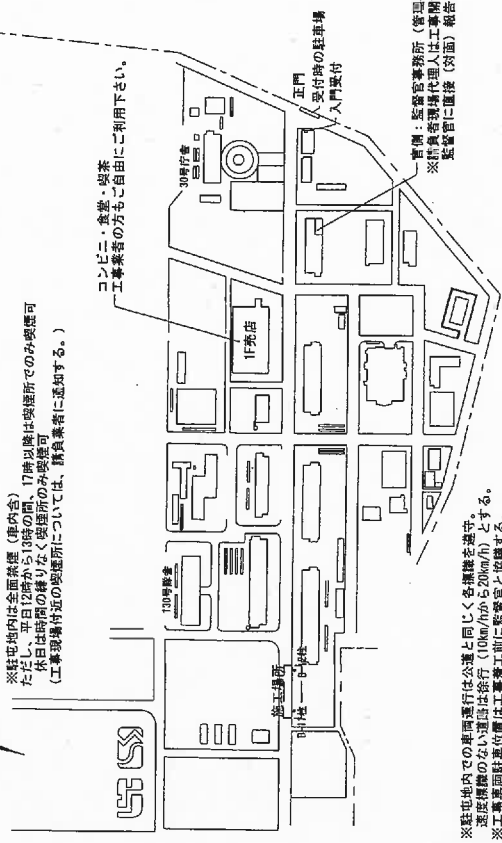 ※駐屯地内は全面禁煙（車内含）
ただし、平日12時から13時の間、17時以降は喫煙所でのみ喫煙可
休日は時間の縛りなく喫煙所のみ喫煙可
（工事現場付近の喫煙所については、請負業者に通知する。）
コンビニ・食堂・喫茶
工事業者の方もご自由にご利用下さい。
30号庁舎
1F売店
130号隊舎
正門
受付時の駐車場
入門受付
施工場所
官側：監督官事務所（管理
※請負者現場代理人は工事開
監督官に直接（対面）報告
※駐屯地内での車両運行は公道と同じく各標識を遵守。
速度標識のない道路は徐行（10km/hから20km/h）とする。
※工事車両駐車位置は工事着工前に監督官と協議する